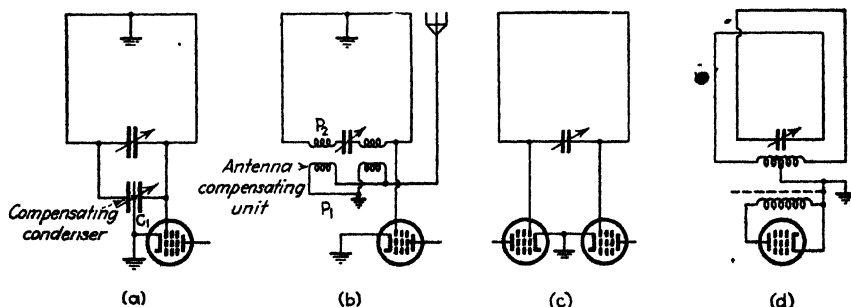 P₂
Antenna
compensating
unit
P₁
Compensating
condenser
C₁
(a)
(b)
(c)
(d)